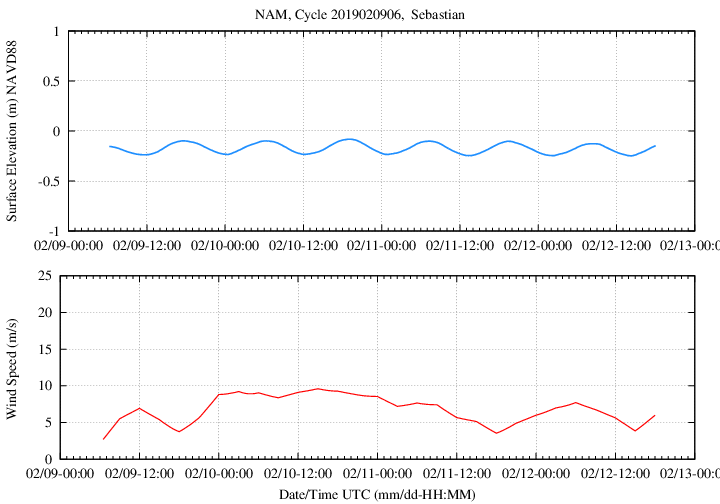 NAM, Cycle 2019020906,  Sebastian
Surface Elevation (m) NAVD88
1
0.5
0
-0.5
-1
02/09-00:00 02/09-12:00 02/10-00:00 02/10-12:00 02/11-00:00 02/11-12:00 02/12-00:00 02/12-12:00 02/13-00:0
Wind Speed (m/s)
25
20
15
10
5
0
02/09-00:00 02/09-12:00 02/10-00:00 02/10-12:00 02/11-00:00 02/11-12:00 02/12-00:00 02/12-12:00 02/13-00:0
Date/Time UTC (mm/dd-HH:MM)